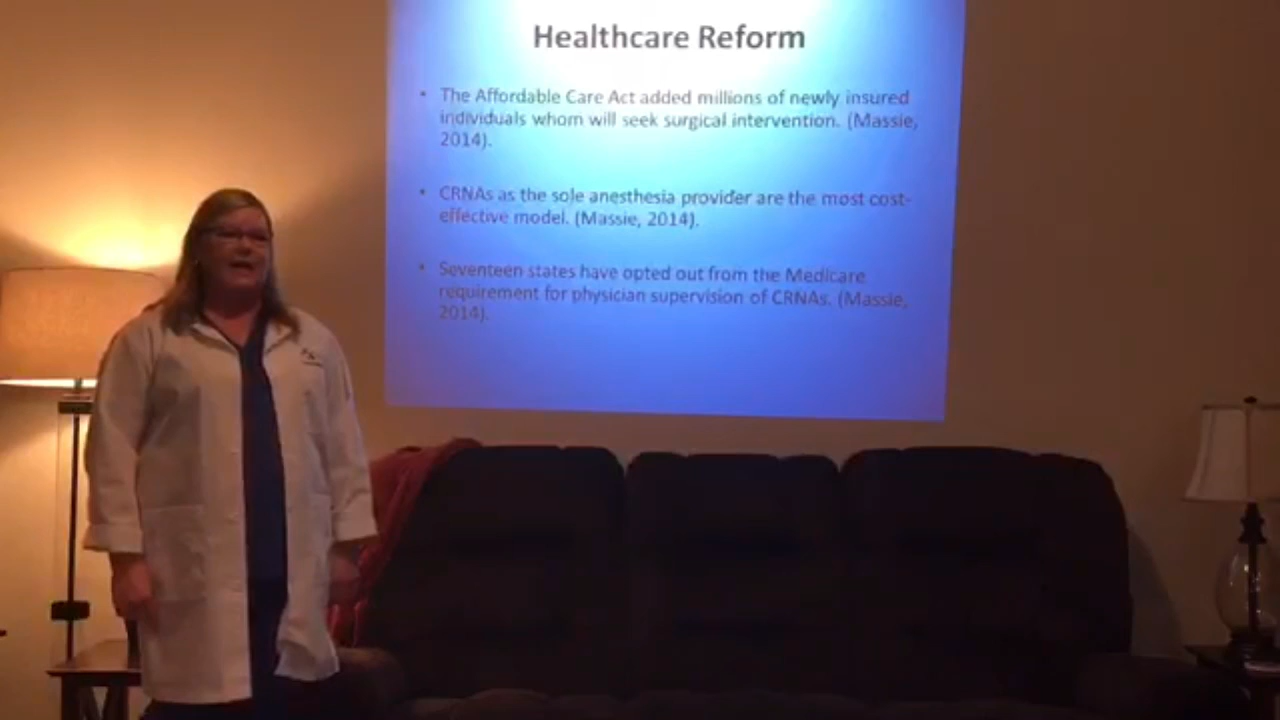 Healthcare Reform
• The Affordable Care Act added millions of newly insured
individuals whom will seek surgical intervention. (Massie,
2014).
• CRNAs as the sole anesthesia provider are the most cost-
effective model. (Massie, 2014).
• Seventeen states have opted out from the Medicare
requirement for physician supervision of CRNAs. (Massie,
2014).